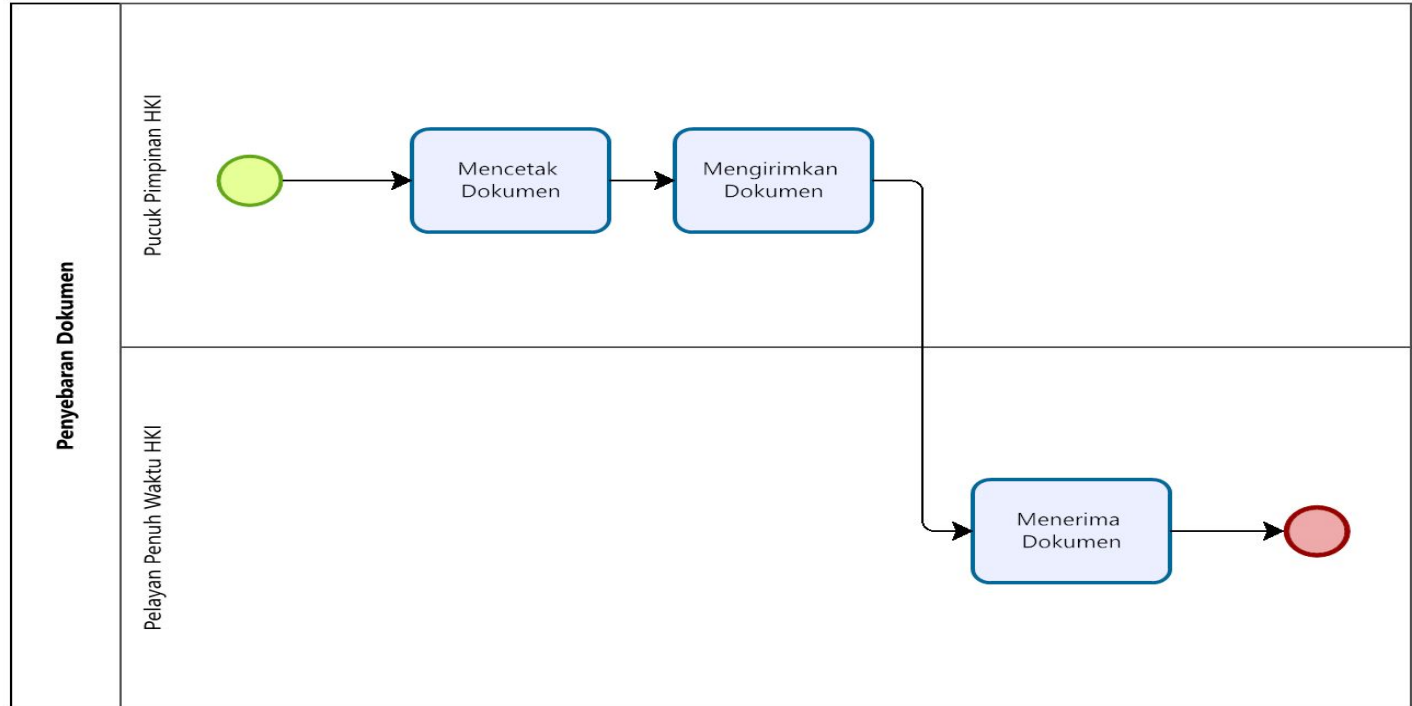 Penyebaran Dokumen
Pucuk Pimpinan HKI
Mencetak
Dokumen
Mengirimkan
Dokumen
Pelayan Penuh Waktu HKI
Menerima
Dokumen